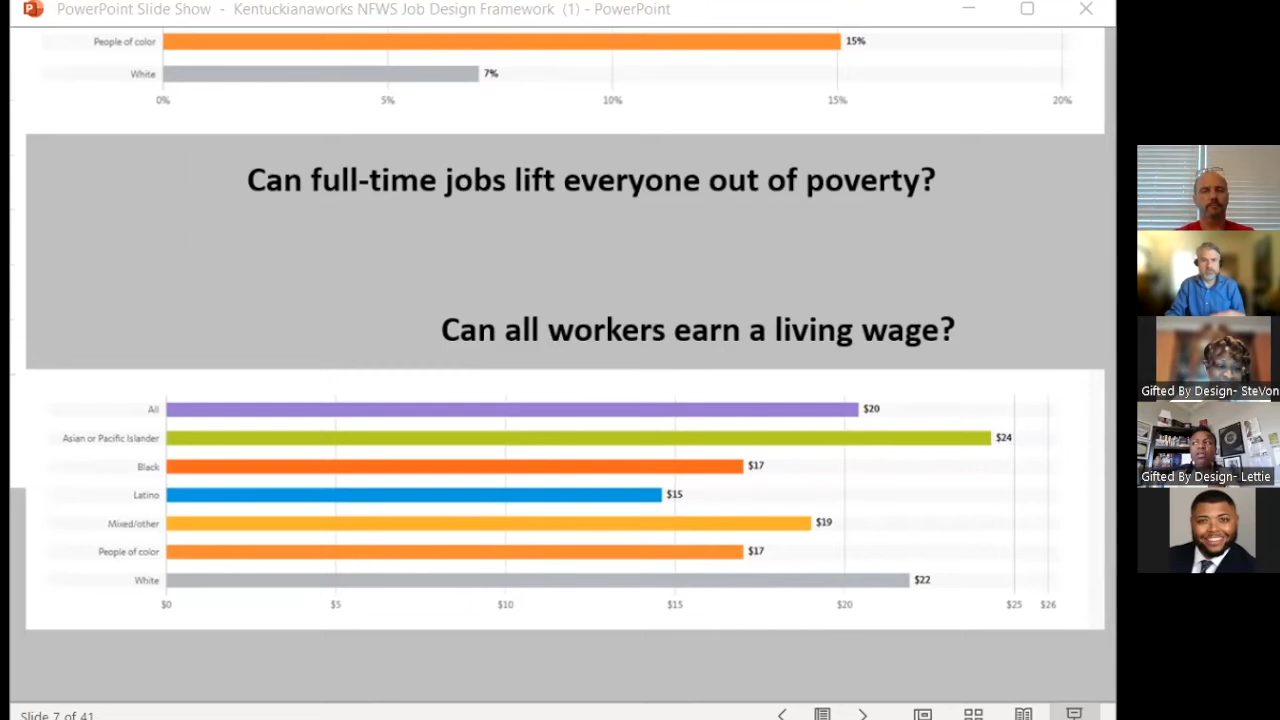 PowerPoint Slide Show - Kentuckianaworks NFWS Job Design Framework (1) - PowerPoint
People of color 15%
White 7%
0% 5% 10% 15% 20%
Can full-time jobs lift everyone out of poverty?
Can all workers earn a living wage?
All $20
Asian or Pacific Islander $24
Black $17
Latino $15
Mixed/other $19
People of color $17
White $22
$0 $5 $10 $15 $20 $25 $26
Slide 7 of 41
Gifted By Design- SteVon
Gifted By Design- Lettie